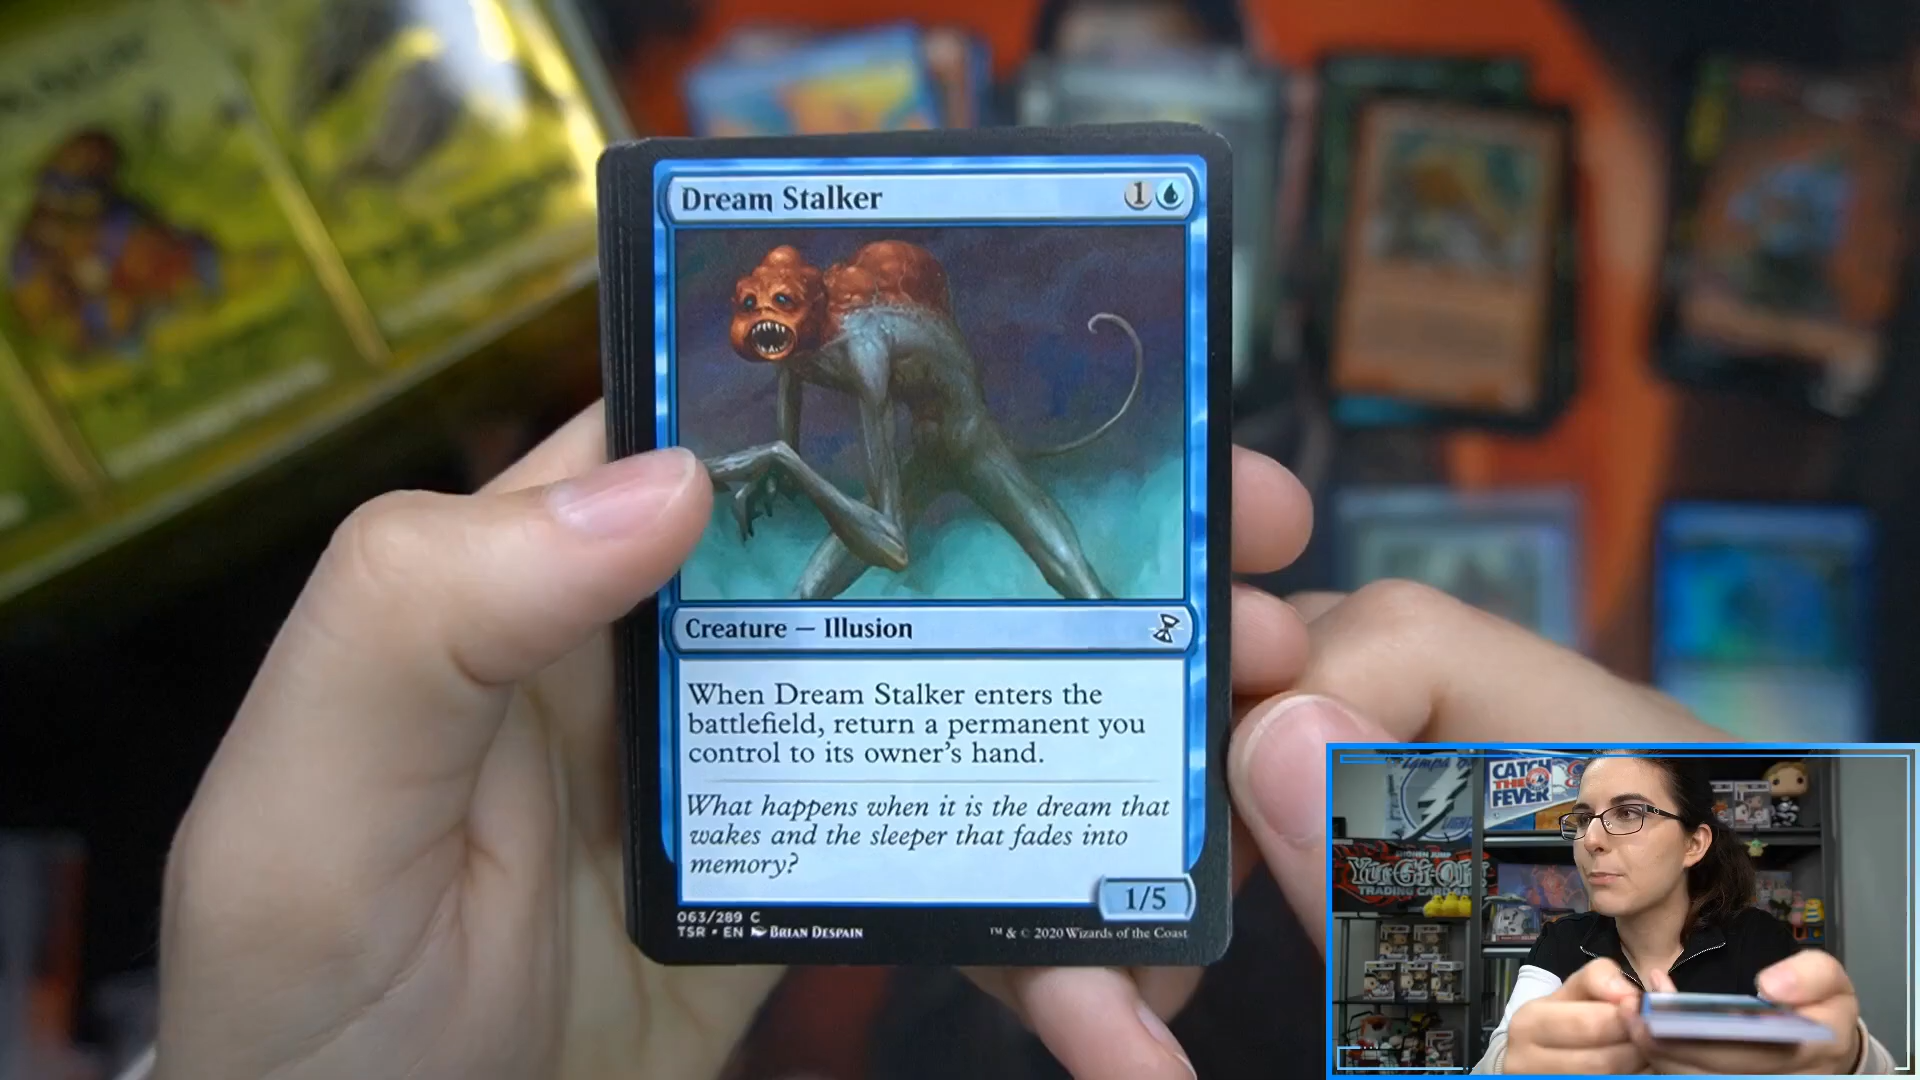 Dream Stalker
1
Creature — Illusion
When Dream Stalker enters the
battlefield, return a permanent you
control to its owner's hand.
What happens when it is the dream that
wakes and the sleeper that fades into
memory?
1/5
063/289 C
TSR • EN BRIAN DESPAIN
™ & © 2020 Wizards of the Coast
CATCH
THE
FEVER
SHONEN JUMP
Yu-Gi-Oh!
TRADING CARD GAME